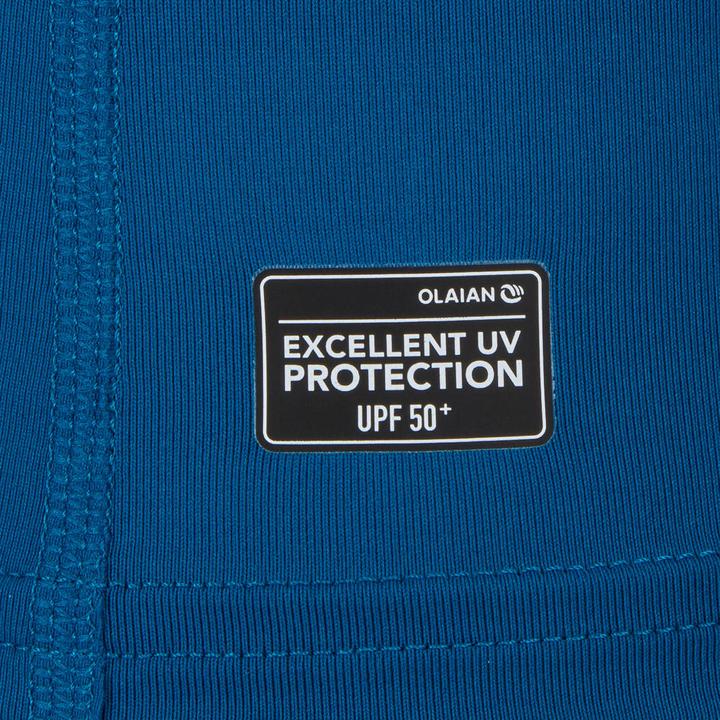 OLAIAN
EXCELLENT UV
PROTECTION
UPF 50+